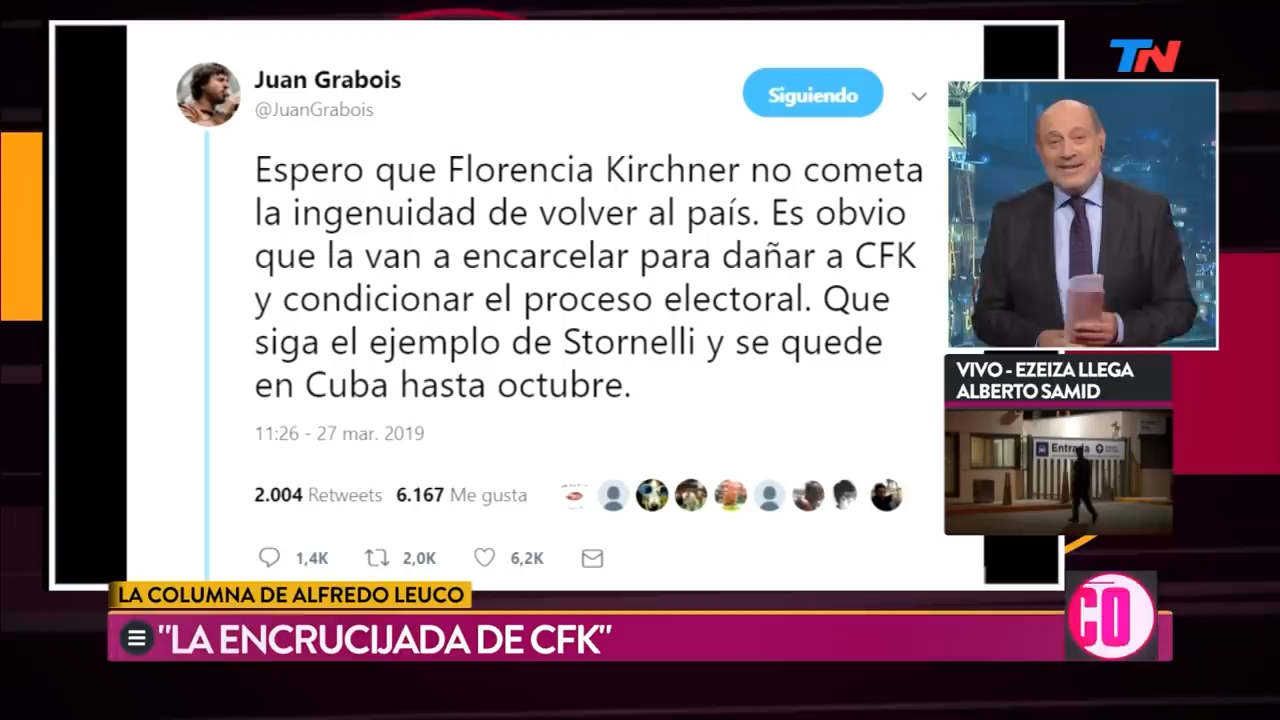 TN
Juan Grabois
@JuanGrabois
Siguiendo
Espero que Florencia Kirchner no cometa
la ingenuidad de volver al país. Es obvio
que la van a encarcelar para dañar a CFK
y condicionar el proceso electoral. Que
siga el ejemplo de Stornelli y se quede
en Cuba hasta octubre.
11:26 - 27 mar. 2019
2.004 Retweets 6.167 Me gusta
1,4K 2,0K 6,2K
VIVO - EZEIZA LLEGA
ALBERTO SAMID
Entrada
LA COLUMNA DE ALFREDO LEUCO
"LA ENCRUCIJADA DE CFK"
CO